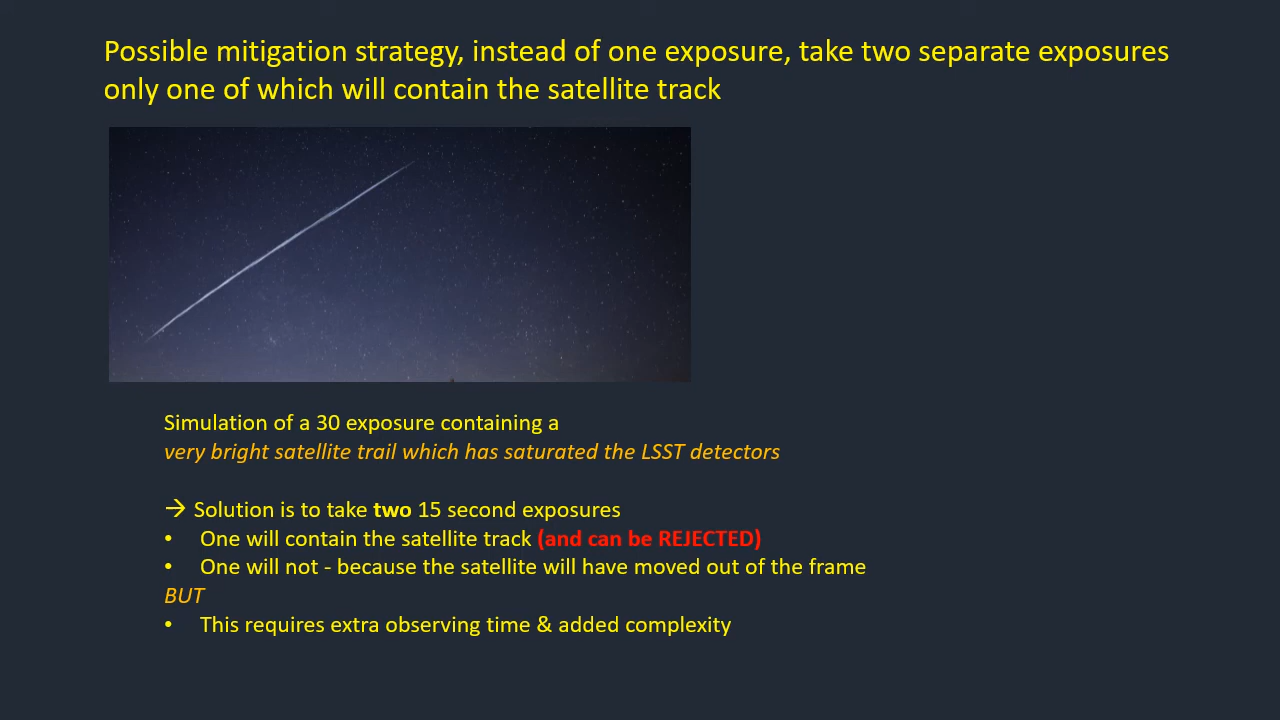 Possible mitigation strategy, instead of one exposure, take two separate exposures
only one of which will contain the satellite track
Simulation of a 30 exposure containing a
very bright satellite trail which has saturated the LSST detectors
→ Solution is to take two 15 second exposures
• One will contain the satellite track (and can be REJECTED)
• One will not - because the satellite will have moved out of the frame
BUT
• This requires extra observing time & added complexity